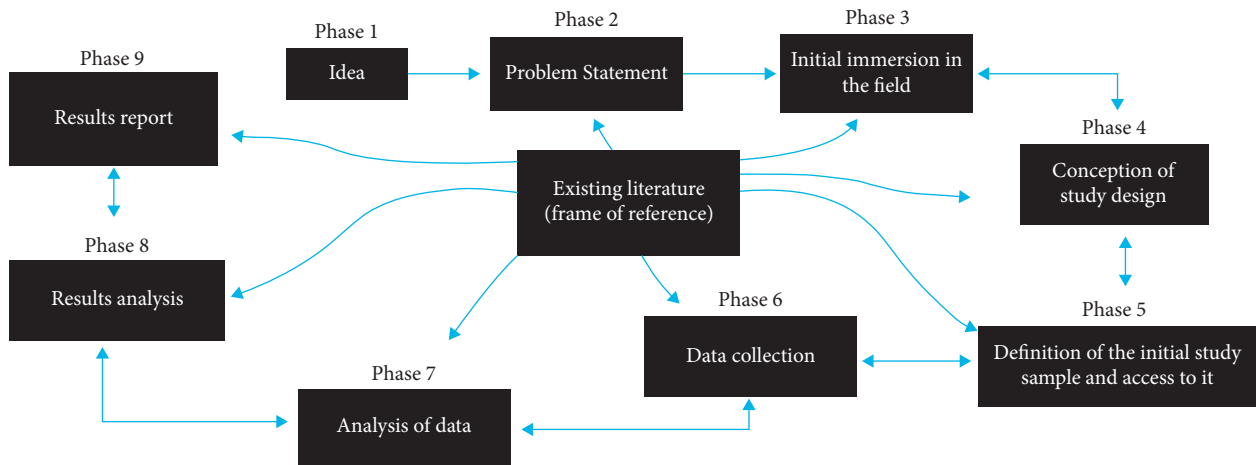 Phase 1
Idea
Phase 2
Problem Statement
Phase 3
Initial immersion in
the field
Phase 4
Conception of
study design
Phase 5
Definition of the initial study
sample and access to it
Phase 6
Data collection
Phase 7
Analysis of data
Phase 8
Results analysis
Phase 9
Results report
Existing literature
(frame of reference)